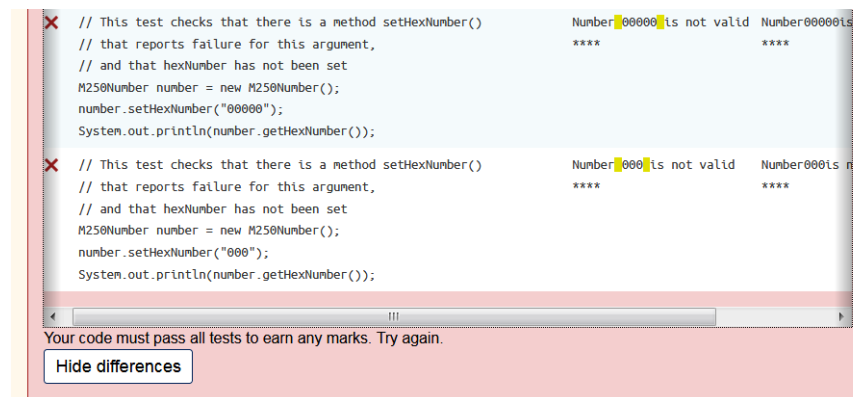 // This test checks that there is a method setHexNumber() Number 00000 is not valid Number00000is
// that reports failure for this argument, **** ****
// and that hexNumber has not been set
M250Number number = new M250Number();
number.setHexNumber("00000");
System.out.println(number.getHexNumber());
// This test checks that there is a method setHexNumber() Number 000 is not valid Number000is n
// that reports failure for this argument, **** ****
// and that hexNumber has not been set
M250Number number = new M250Number();
number.setHexNumber("000");
System.out.println(number.getHexNumber());
Your code must pass all tests to earn any marks. Try again.
Hide differences